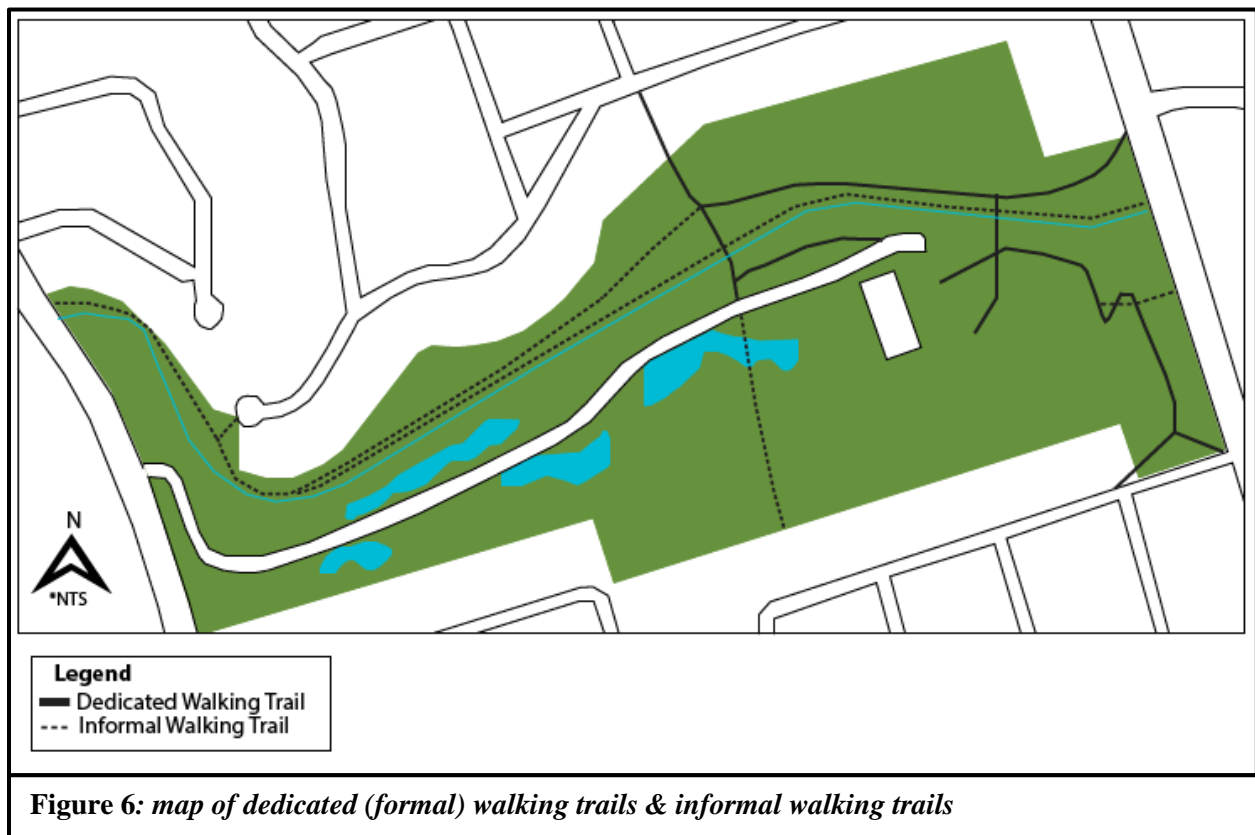 N
*NTS
Legend
Dedicated Walking Trail
Informal Walking Trail
Figure 6: map of dedicated (formal) walking trails & informal walking trails